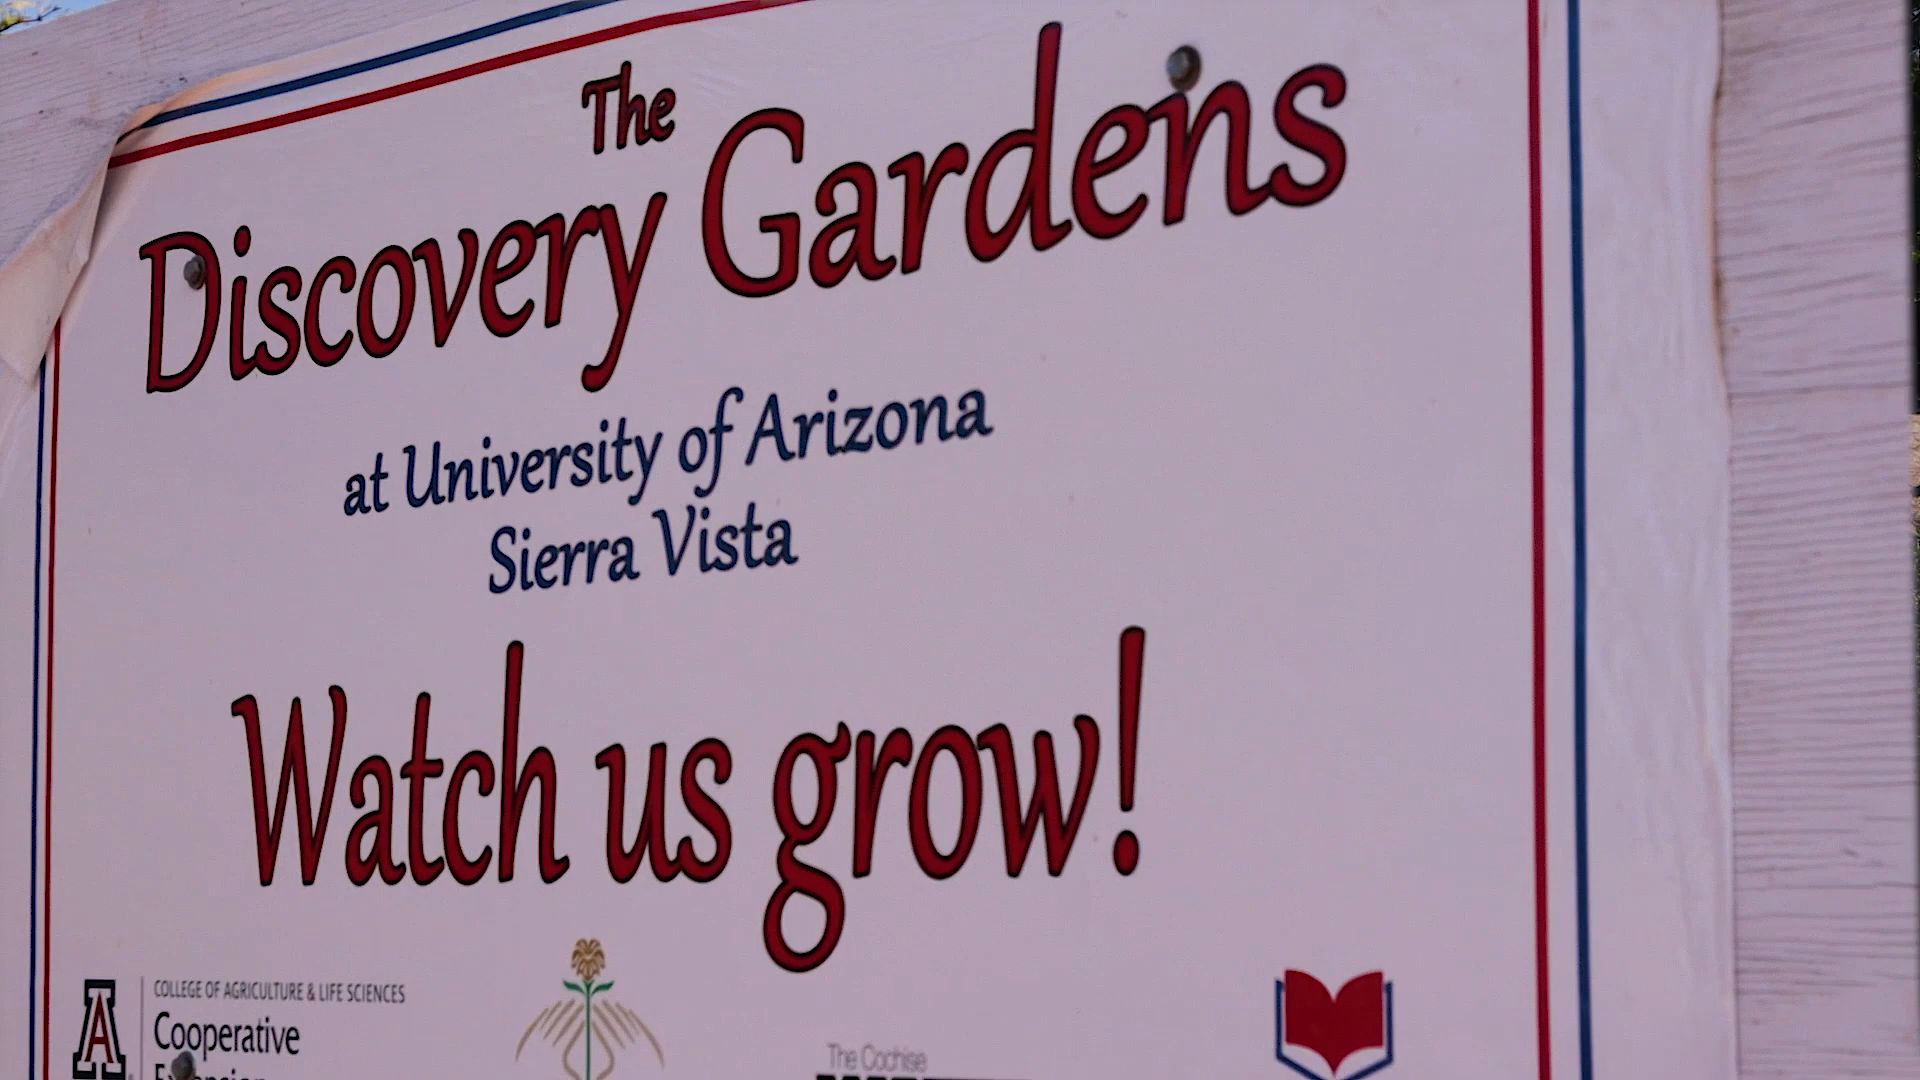 The
Discovery Gardens
at University of Arizona
Sierra Vista
Watch us grow!
A
COLLEGE OF AGRICULTURE & LIFE SCIENCES
Cooperative
The Cochise